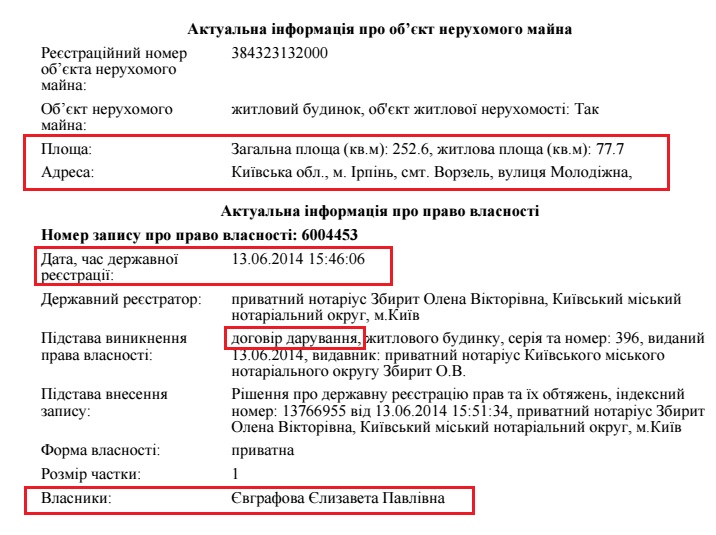 Актуальна інформація про об’єкт нерухомого майна
Реєстраційний номер 384323132000
об’єкта нерухомого
майна:
Об’єкт нерухомого житловий будинок, об'єкт житлової нерухомості: Так
майна:
Площа: Загальна площа (кв.м): 252.6, житлова площа (кв.м): 77.7
Адреса: Київська обл., м. Ірпінь, смт. Ворзель, вулиця Молодіжна,
Актуальна інформація про право власності
Номер запису про право власності: 6004453
Дата, час державної 13.06.2014 15:46:06
реєстрації:
Державний реєстратор: приватний нотаріус Збирит Олена Вікторівна, Київський міський
нотаріальний округ, м.Київ
Підстава виникнення договір дарування, житлового будинку, серія та номер: 396, виданий
права власності: 13.06.2014, видавник: приватний нотаріус Київського міського
нотаріального округу Збирит О.В.
Підстава внесення Рішення про державну реєстрацію прав та їх обтяжень, індексний
запису: номер: 13766955 від 13.06.2014 15:51:34, приватний нотаріус Збирит
Олена Вікторівна, Київський міський нотаріальний округ, м.Київ
Форма власності: приватна
Розмір частки: 1
Власники: Євграфова Єлизавета Павлівна